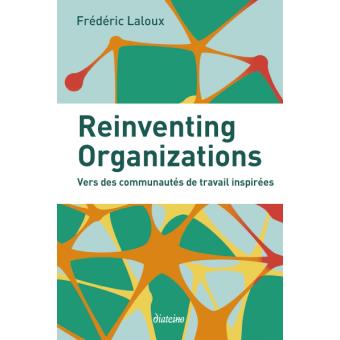 Frédéric Laloux
Reinventing
Organizations
Vers des communautés de travail inspirées
diateino